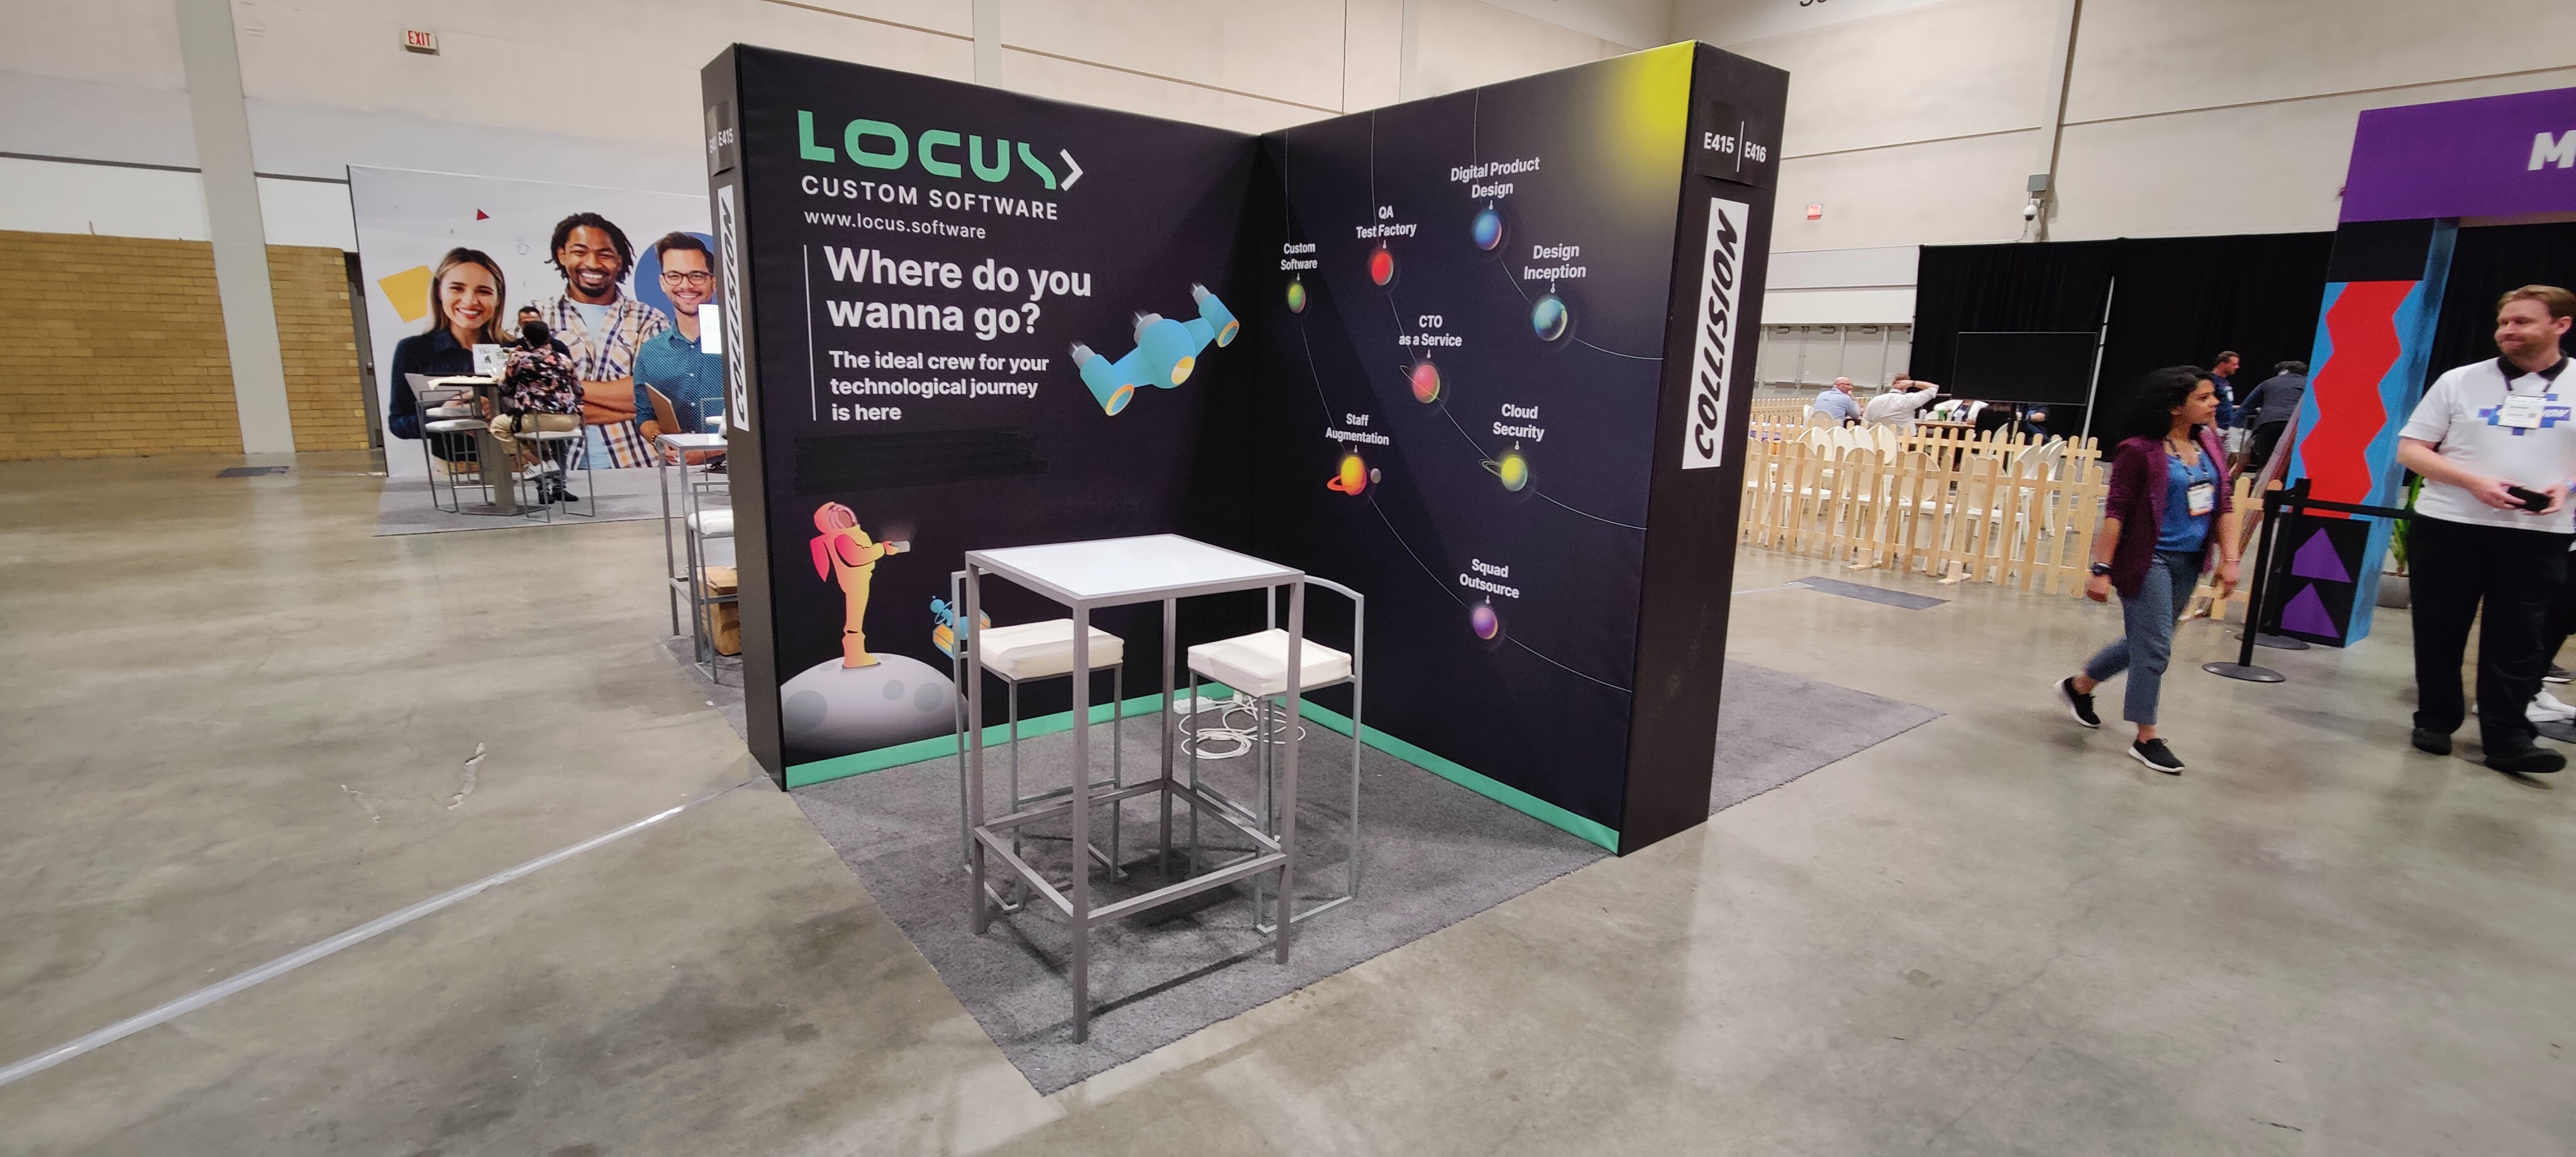 EXIT
LOCUS
CUSTOM SOFTWARE
www.locus.software
Where do you
wanna go?
The ideal crew for your
technological journey
is here
E415
COLLISION
Digital Product
Design
QA
Test Factory
Custom
Software
Design
Inception
CTO
as a Service
Staff
Augmentation
Cloud
Security
Squad
Outsource
E415 E416
COLLISION
M